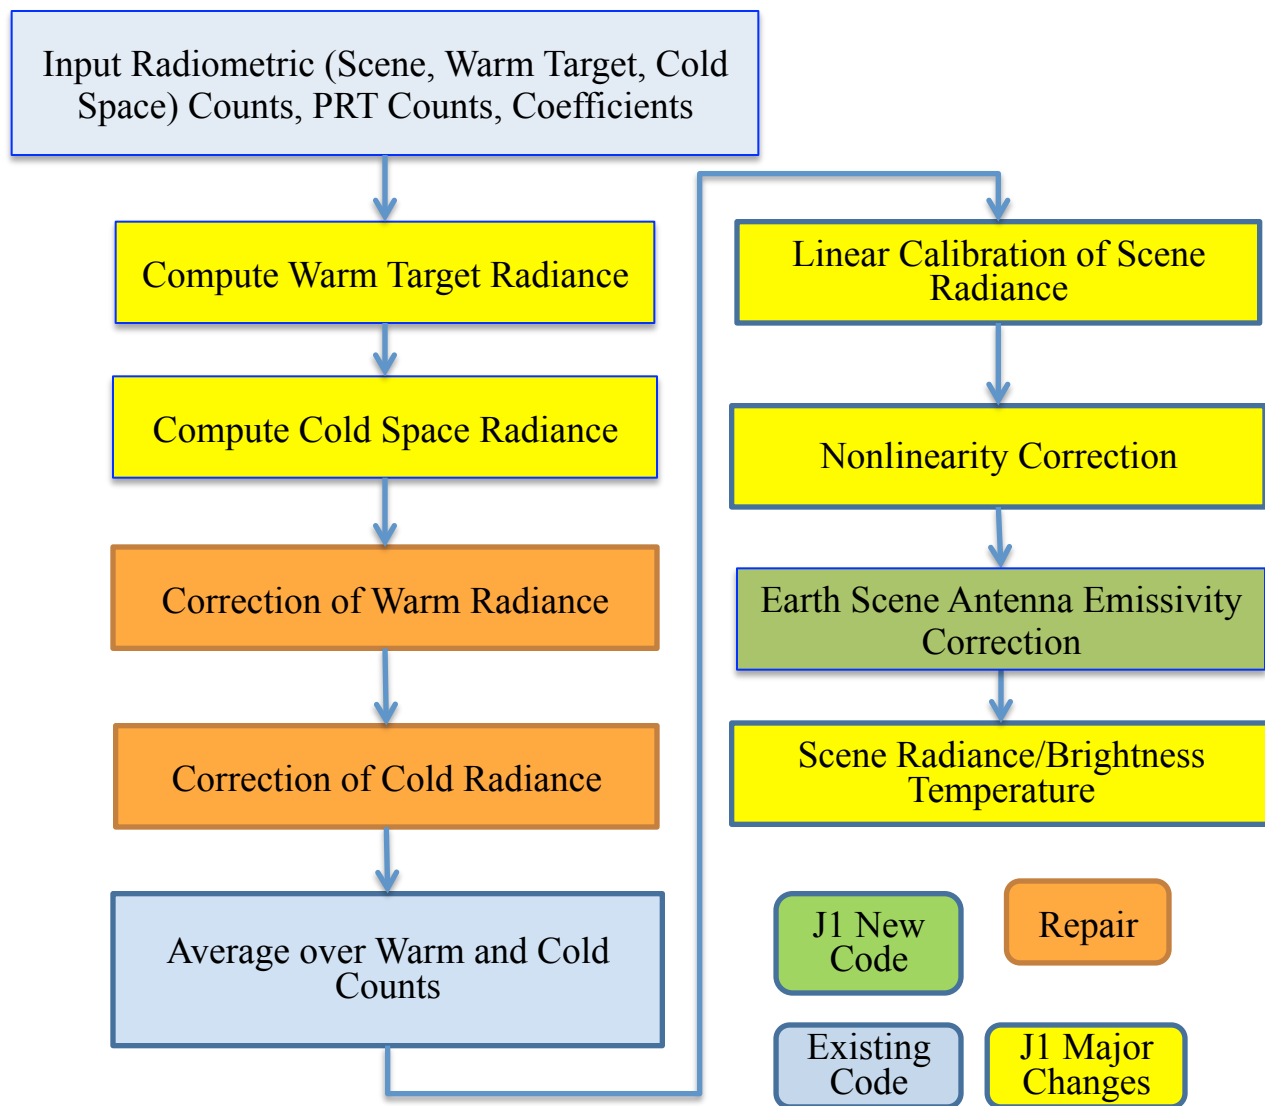 Input Radiometric (Scene, Warm Target, Cold
Space) Counts, PRT Counts, Coefficients
Compute Warm Target Radiance
Compute Cold Space Radiance
Correction of Warm Radiance
Correction of Cold Radiance
Average over Warm and Cold
Counts
Linear Calibration of Scene
Radiance
Nonlinearity Correction
Earth Scene Antenna Emissivity
Correction
Scene Radiance/Brightness
Temperature
J1 New
Code
Repair
Existing
Code
J1 Major
Changes